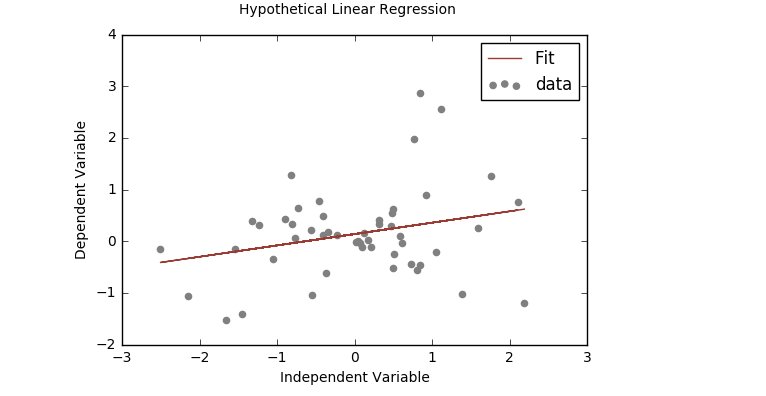 Hypothetical Linear Regression
4
3
2
1
0
−1
−2
Dependent Variable
Fit
data
−3
−2
−1
0
1
2
3
Independent Variable